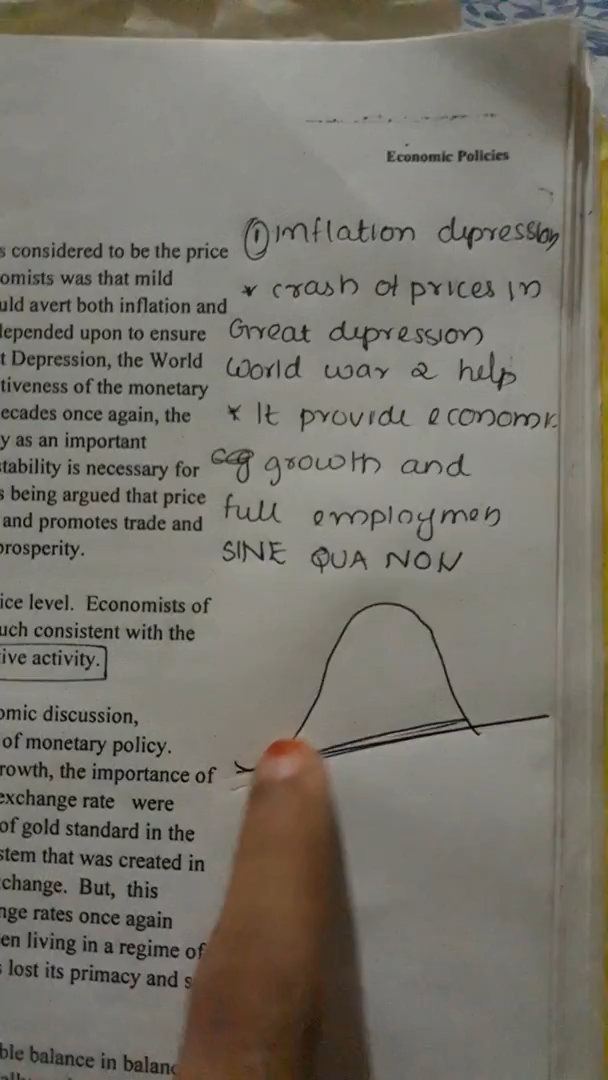 Economic Policies
s considered to be the price
omists was that mild
uld avert both inflation and
depended upon to ensure
t Depression, the World
tiveness of the monetary
ecades once again, the
y as an important
stability is necessary for
s being argued that price
and promotes trade and
prosperity.
ice level. Economists of
uch consistent with the
ive activity.
omic discussion,
of monetary policy.
rowth, the importance of
exchange rate were
of gold standard in the
stem that was created in
change. But, this
nge rates once again
en living in a regime of
lost its primacy and s
ble balance in balanc
① inflation depression
* crash of prices in
Great depression
world war 2 help
* It provide economic
growth and
full employmen
SINE QUA NON